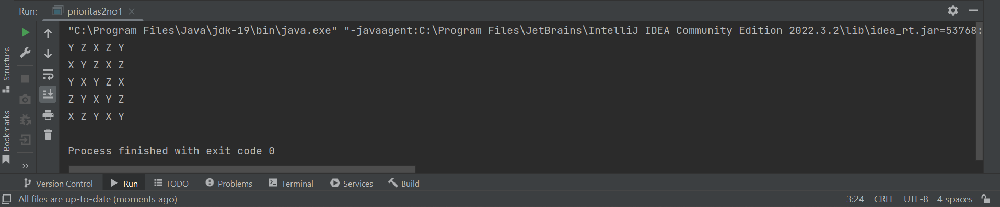 Run: prioritas2no1
"C:\Program Files\Java\jdk-19\bin\java.exe" "-javaagent:C:\Program Files\JetBrains\IntelliJ IDEA Community Edition 2022.3.2\lib\idea_rt.jar=53768:
Y Z X Z Y
X Y Z X Z
Y X Y Z X
Z Y X Y Z
X Z Y X Y
Process finished with exit code 0
Structure
Bookmarks
Version Control Run TODO Problems Terminal Services Build
All files are up-to-date (moments ago) 3:24 CRLF UTF-8 4 spaces